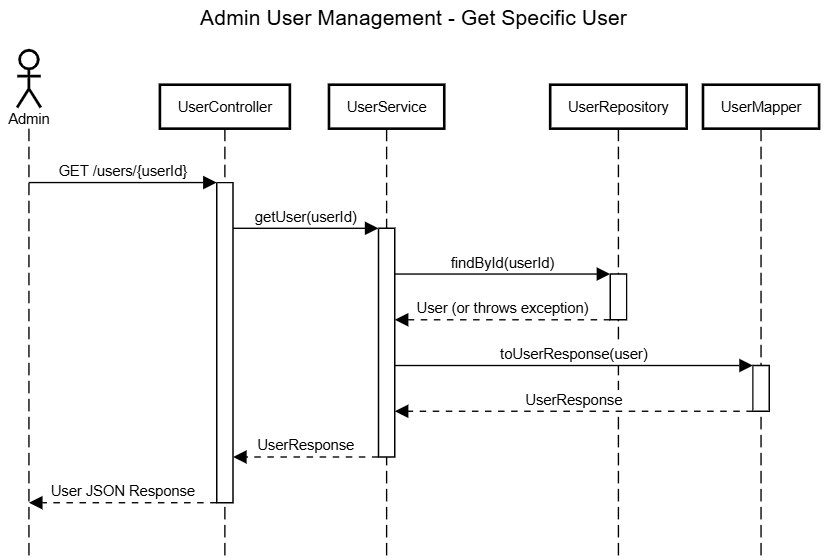 Admin User Management - Get Specific User
Admin
UserController
UserService
UserRepository
UserMapper
GET /users/{userId}
getUser(userId)
findById(userId)
User (or throws exception)
toUserResponse(user)
UserResponse
UserResponse
User JSON Response